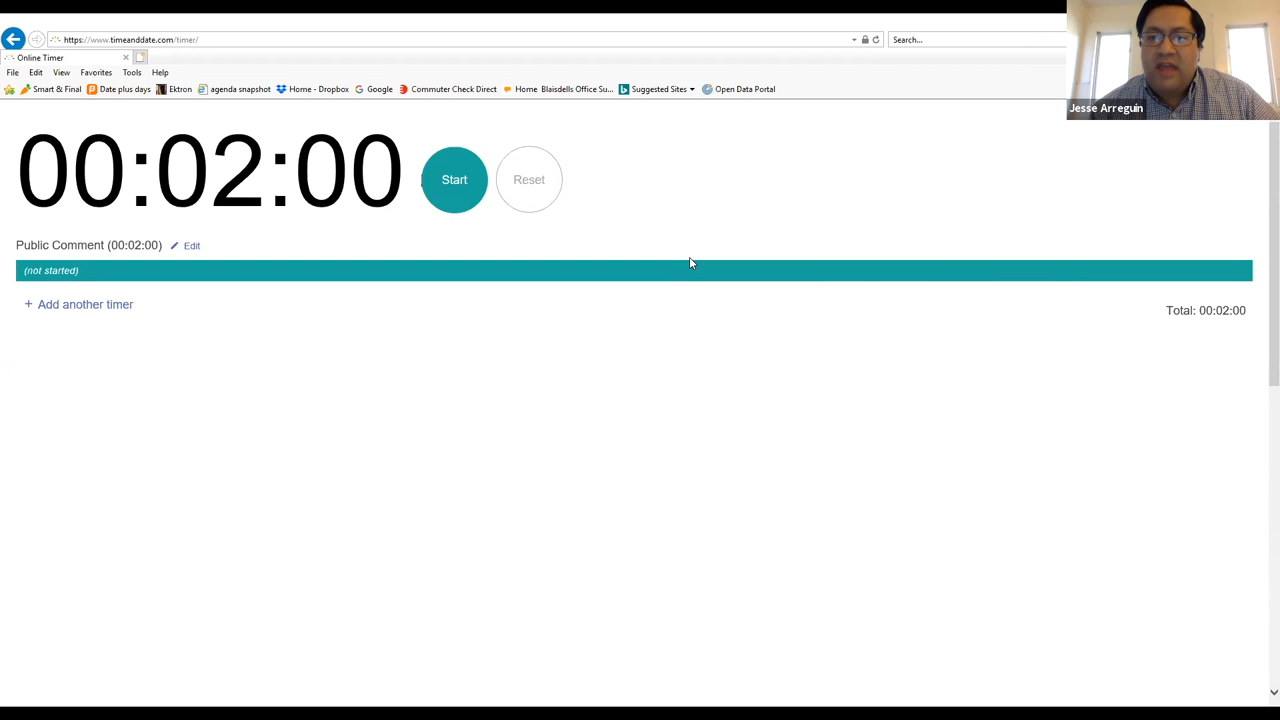 https://www.timeanddate.com/timer/
Search...
Online Timer
File Edit View Favorites Tools Help
Smart & Final Date plus days Ektron agenda snapshot Home - Dropbox Google Commuter Check Direct Home Blaisdells Office Su... Suggested Sites Open Data Portal
Jesse Arreguin
00:02:00 Start Reset
Public Comment (00:02:00) Edit
(not started)
+ Add another timer
Total: 00:02:00